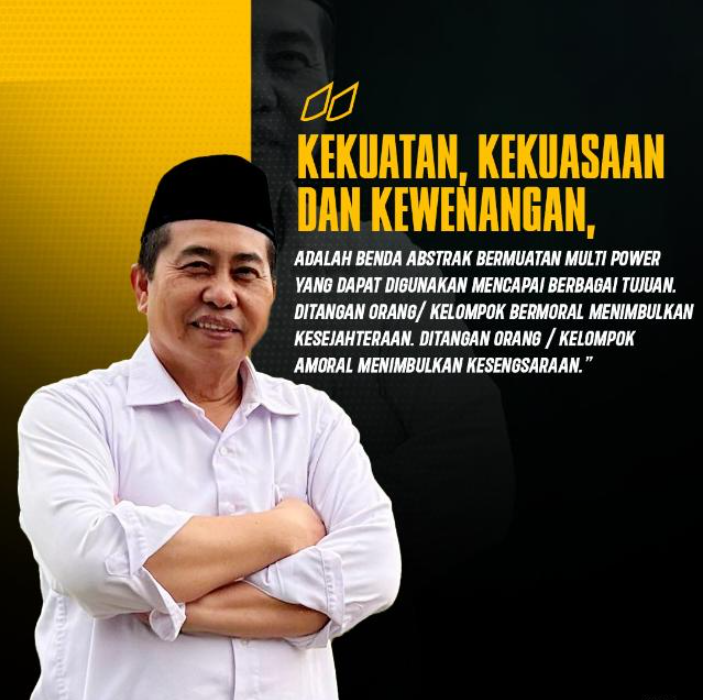 KEKUATAN, KEKUASAAN
DAN KEWENANGAN,
ADALAH BENDA ABSTRAK BERMUATAN MULTI POWER
YANG DAPAT DIGUNAKAN MENCAPAI BERBAGAI TUJUAN.
DITANGAN ORANG/ KELOMPOK BERMORAL MENIMBULKAN
KESEJAHTERAAN. DITANGAN ORANG / KELOMPOK
AMORAL MENIMBULKAN KESENGSARAAN.”